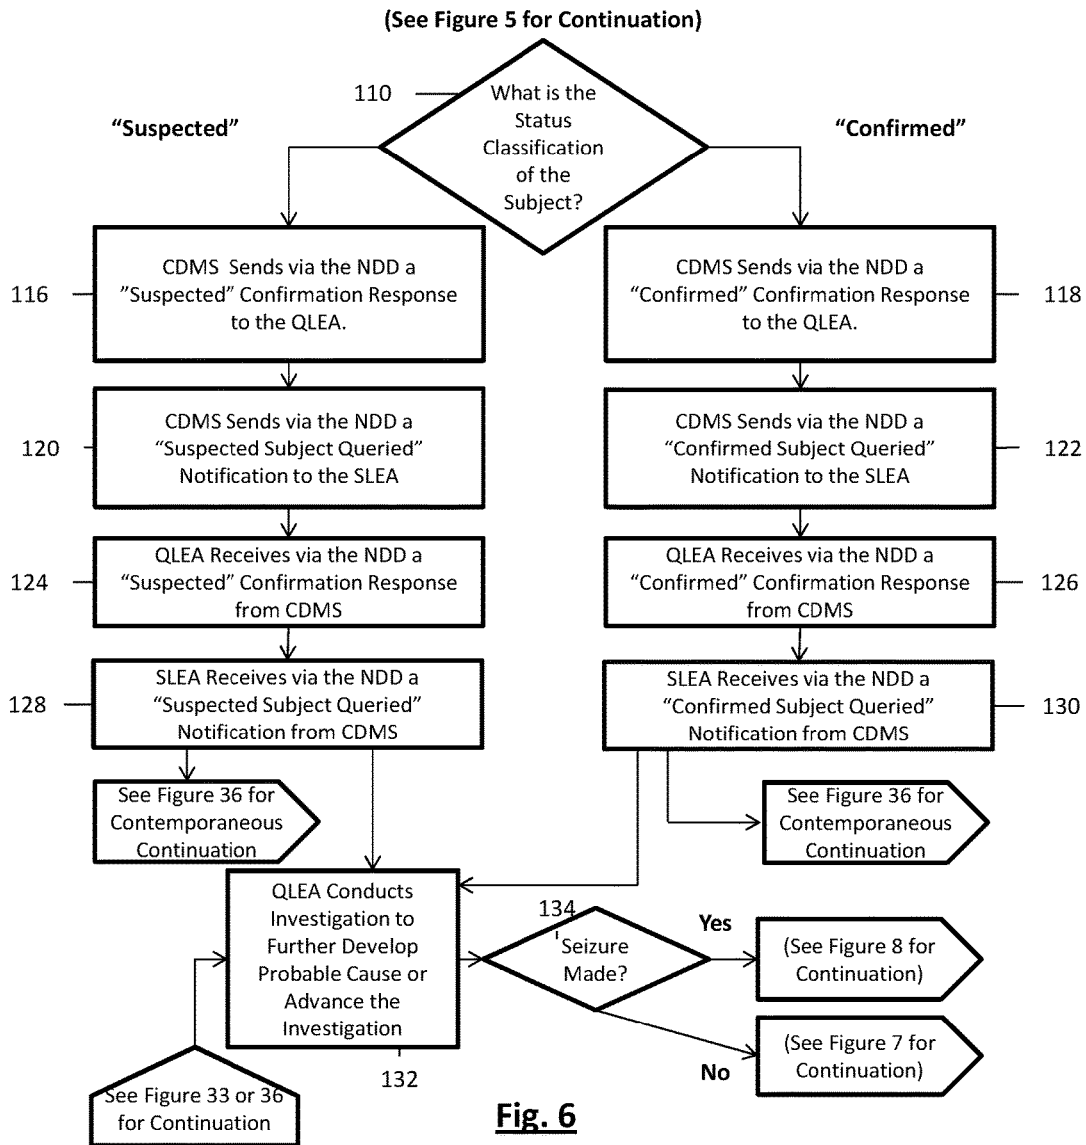 (See Figure 5 for Continuation)
110
What is the
Status
Classification
of the
Subject?
“Suspected”
“Confirmed”
116
CDMS Sends via the NDD a
”Suspected” Confirmation Response
to the QLEA.
CDMS Sends via the NDD a
“Confirmed” Confirmation Response
to the QLEA.
118
120
CDMS Sends via the NDD a
“Suspected Subject Queried”
Notification to the SLEA
CDMS Sends via the NDD a
“Confirmed Subject Queried”
Notification to the SLEA
122
124
QLEA Receives via the NDD a
“Suspected” Confirmation Response
from CDMS
QLEA Receives via the NDD a
“Confirmed” Confirmation Response
from CDMS
126
128
SLEA Receives via the NDD a
“Suspected Subject Queried”
Notification from CDMS
SLEA Receives via the NDD a
“Confirmed Subject Queried”
Notification from CDMS
130
See Figure 36 for
Contemporaneous
Continuation
See Figure 36 for
Contemporaneous
Continuation
QLEA Conducts
Investigation to
Further Develop
Probable Cause or
Advance the
Investigation
132
134
Seizure
Made?
Yes
(See Figure 8 for
Continuation)
No
(See Figure 7 for
Continuation)
See Figure 33 or 36
for Continuation
Fig. 6